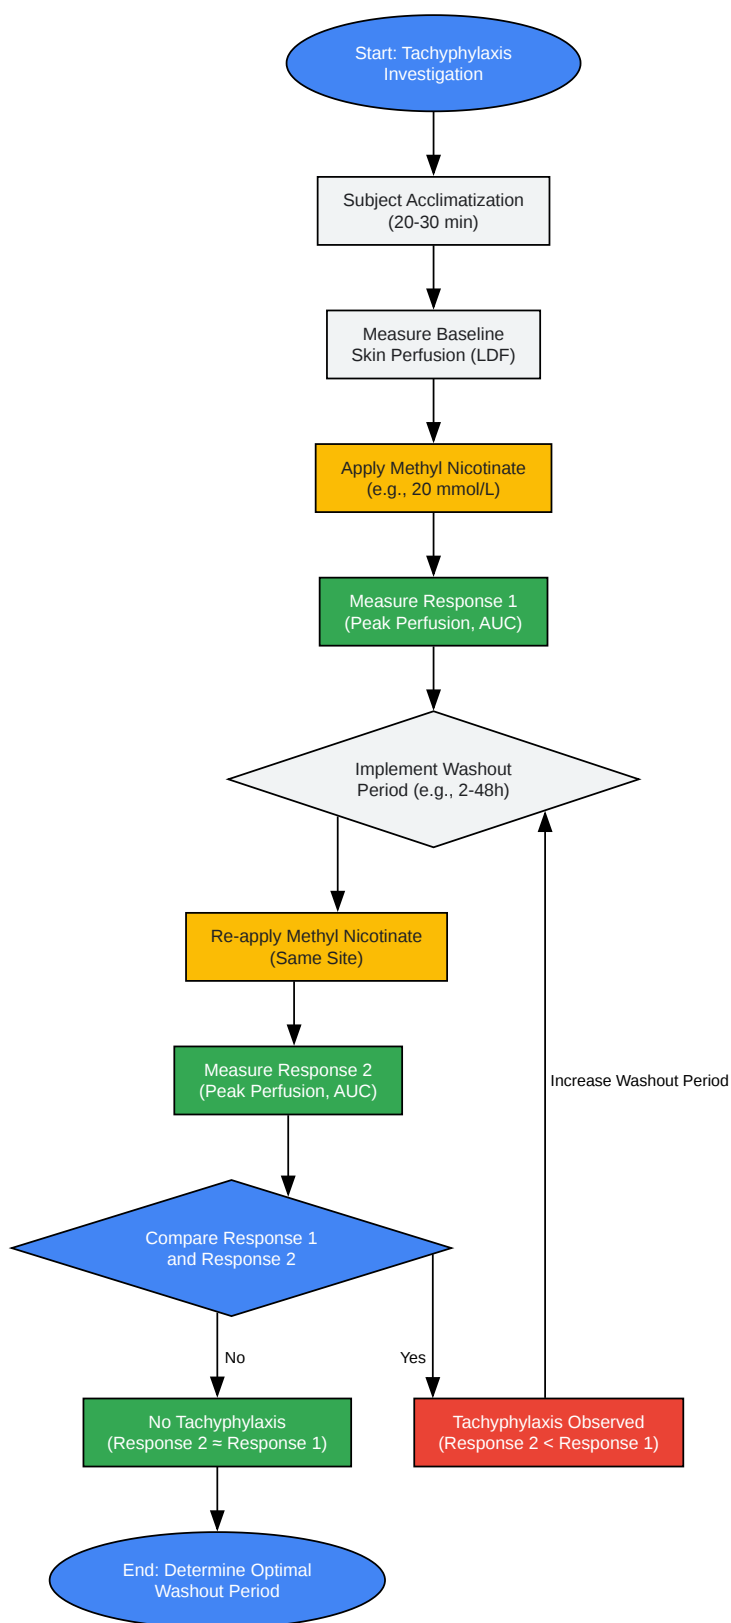 Start: Tachyphylaxis
Investigation
Subject Acclimatization
(20-30 min)
Measure Baseline
Skin Perfusion (LDF)
Apply Methyl Nicotinate
(e.g., 20 mmol/L)
Measure Response 1
(Peak Perfusion, AUC)
Implement Washout
Period (e.g., 2-48h)
Re-apply Methyl Nicotinate
(Same Site)
Measure Response 2
(Peak Perfusion, AUC)
Increase Washout Period
Compare Response 1
and Response 2
No
Yes
No Tachyphylaxis
(Response 2 ≈ Response 1)
Tachyphylaxis Observed
(Response 2 < Response 1)
End: Determine Optimal
Washout Period